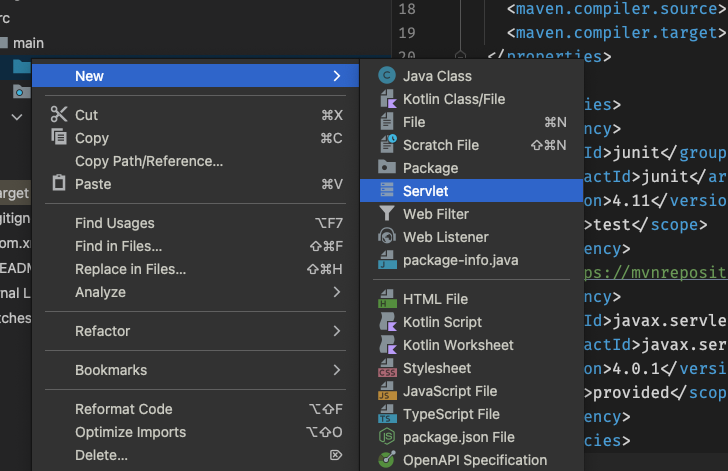 rc
main
arget
.gitign
om.xm
READM
rnal L
tches
New
Cut ⌘X
Copy ⌘C
Copy Path/Reference...
Paste ⌘V
Find Usages ⌥F7
Find in Files... ⇧⌘F
Replace in Files... ⇧⌘H
Analyze
Refactor
Bookmarks
Reformat Code ⌥⇧F
Optimize Imports ⌥⇧O
Delete... ⌦
Java Class
Kotlin Class/File
File ⌘N
Scratch File ⇧⌘N
Package
Servlet
Web Filter
Web Listener
package-info.java
HTML File
Kotlin Script
Kotlin Worksheet
Stylesheet
JavaScript File
TypeScript File
package.json File
OpenAPI Specification
18 <maven.compiler.source>
19 <maven.compiler.target>
20 </properties>
ies>
ncy>
Id>junit</group
actId>junit</ar
on>4.11</versio
>test</scope>
ency>
ps://mvnreposit
ncy>
Id>javax.servle
actId>javax.ser
on>4.0.1</versi
>provided</scop
ency>
cies>